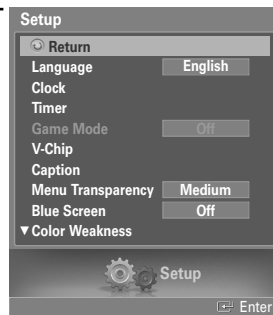 Setup
Return
Language English
Clock
Timer
Game Mode Off
V-Chip
Caption
Menu Transparency Medium
Blue Screen Off
▼Color Weakness
Setup
Enter